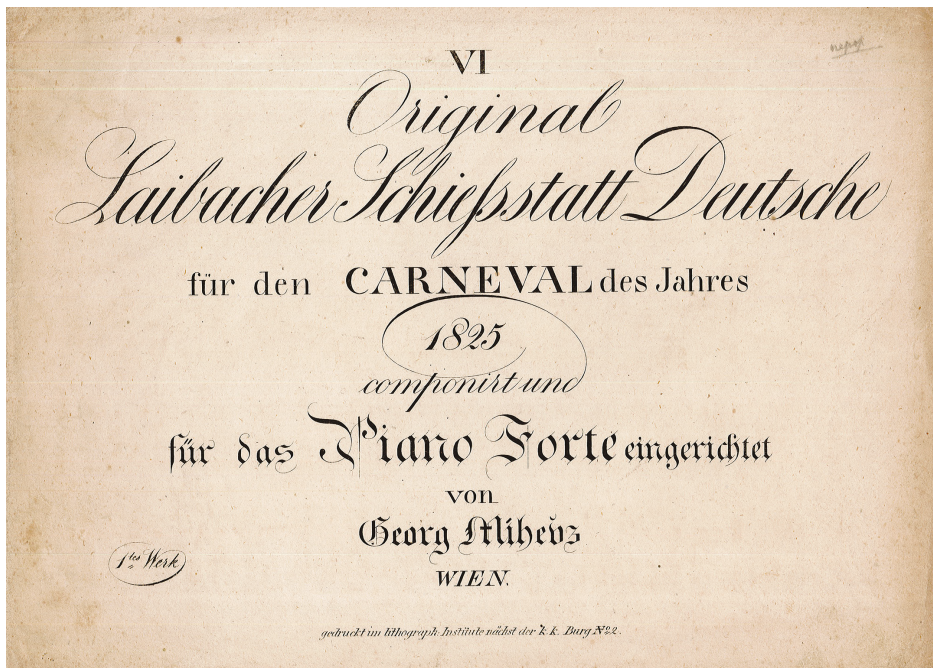 VI
Original
Laibacher Schießstatt Deutsche
für den CARNEVAL des Jahres
1825
componirt und
für das Piano Forte eingerichtet
von
Georg Mihevz
WIEN.
1tes Werk
gedruckt im lithograph. Institute nächst der k. k. Burg No 22.